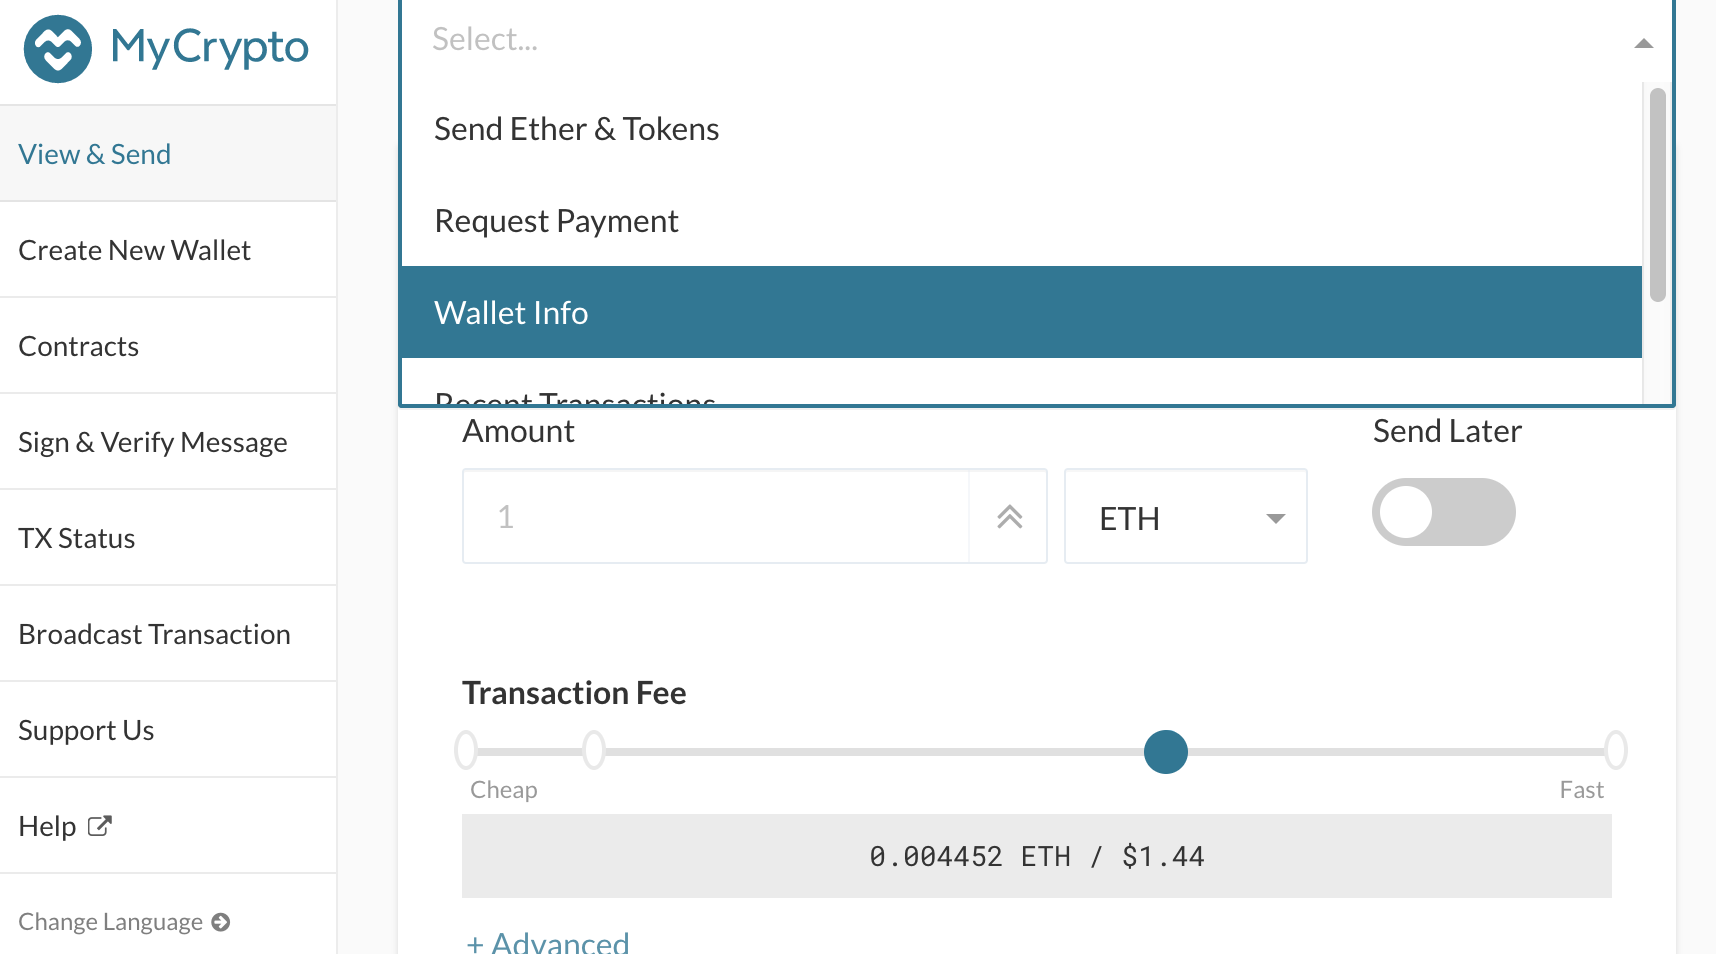 MyCrypto
View & Send
Create New Wallet
Contracts
Sign & Verify Message
TX Status
Broadcast Transaction
Support Us
Help
Change Language
Select...
Send Ether & Tokens
Request Payment
Wallet Info
Recent Transactions
Amount
Send Later
1
ETH
Transaction Fee
Cheap
Fast
0.004452 ETH / $1.44
+ Advanced